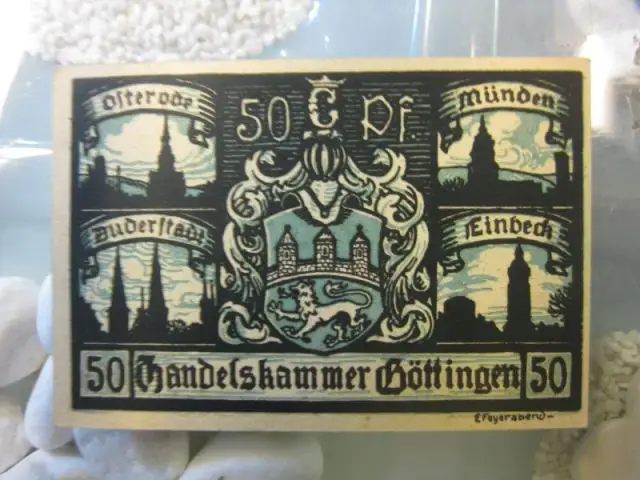 Osterode
50 G Pf.
Münden
Duderstadt
Einbeck
50 Handelskammer Göttingen 50
E Feyerabend